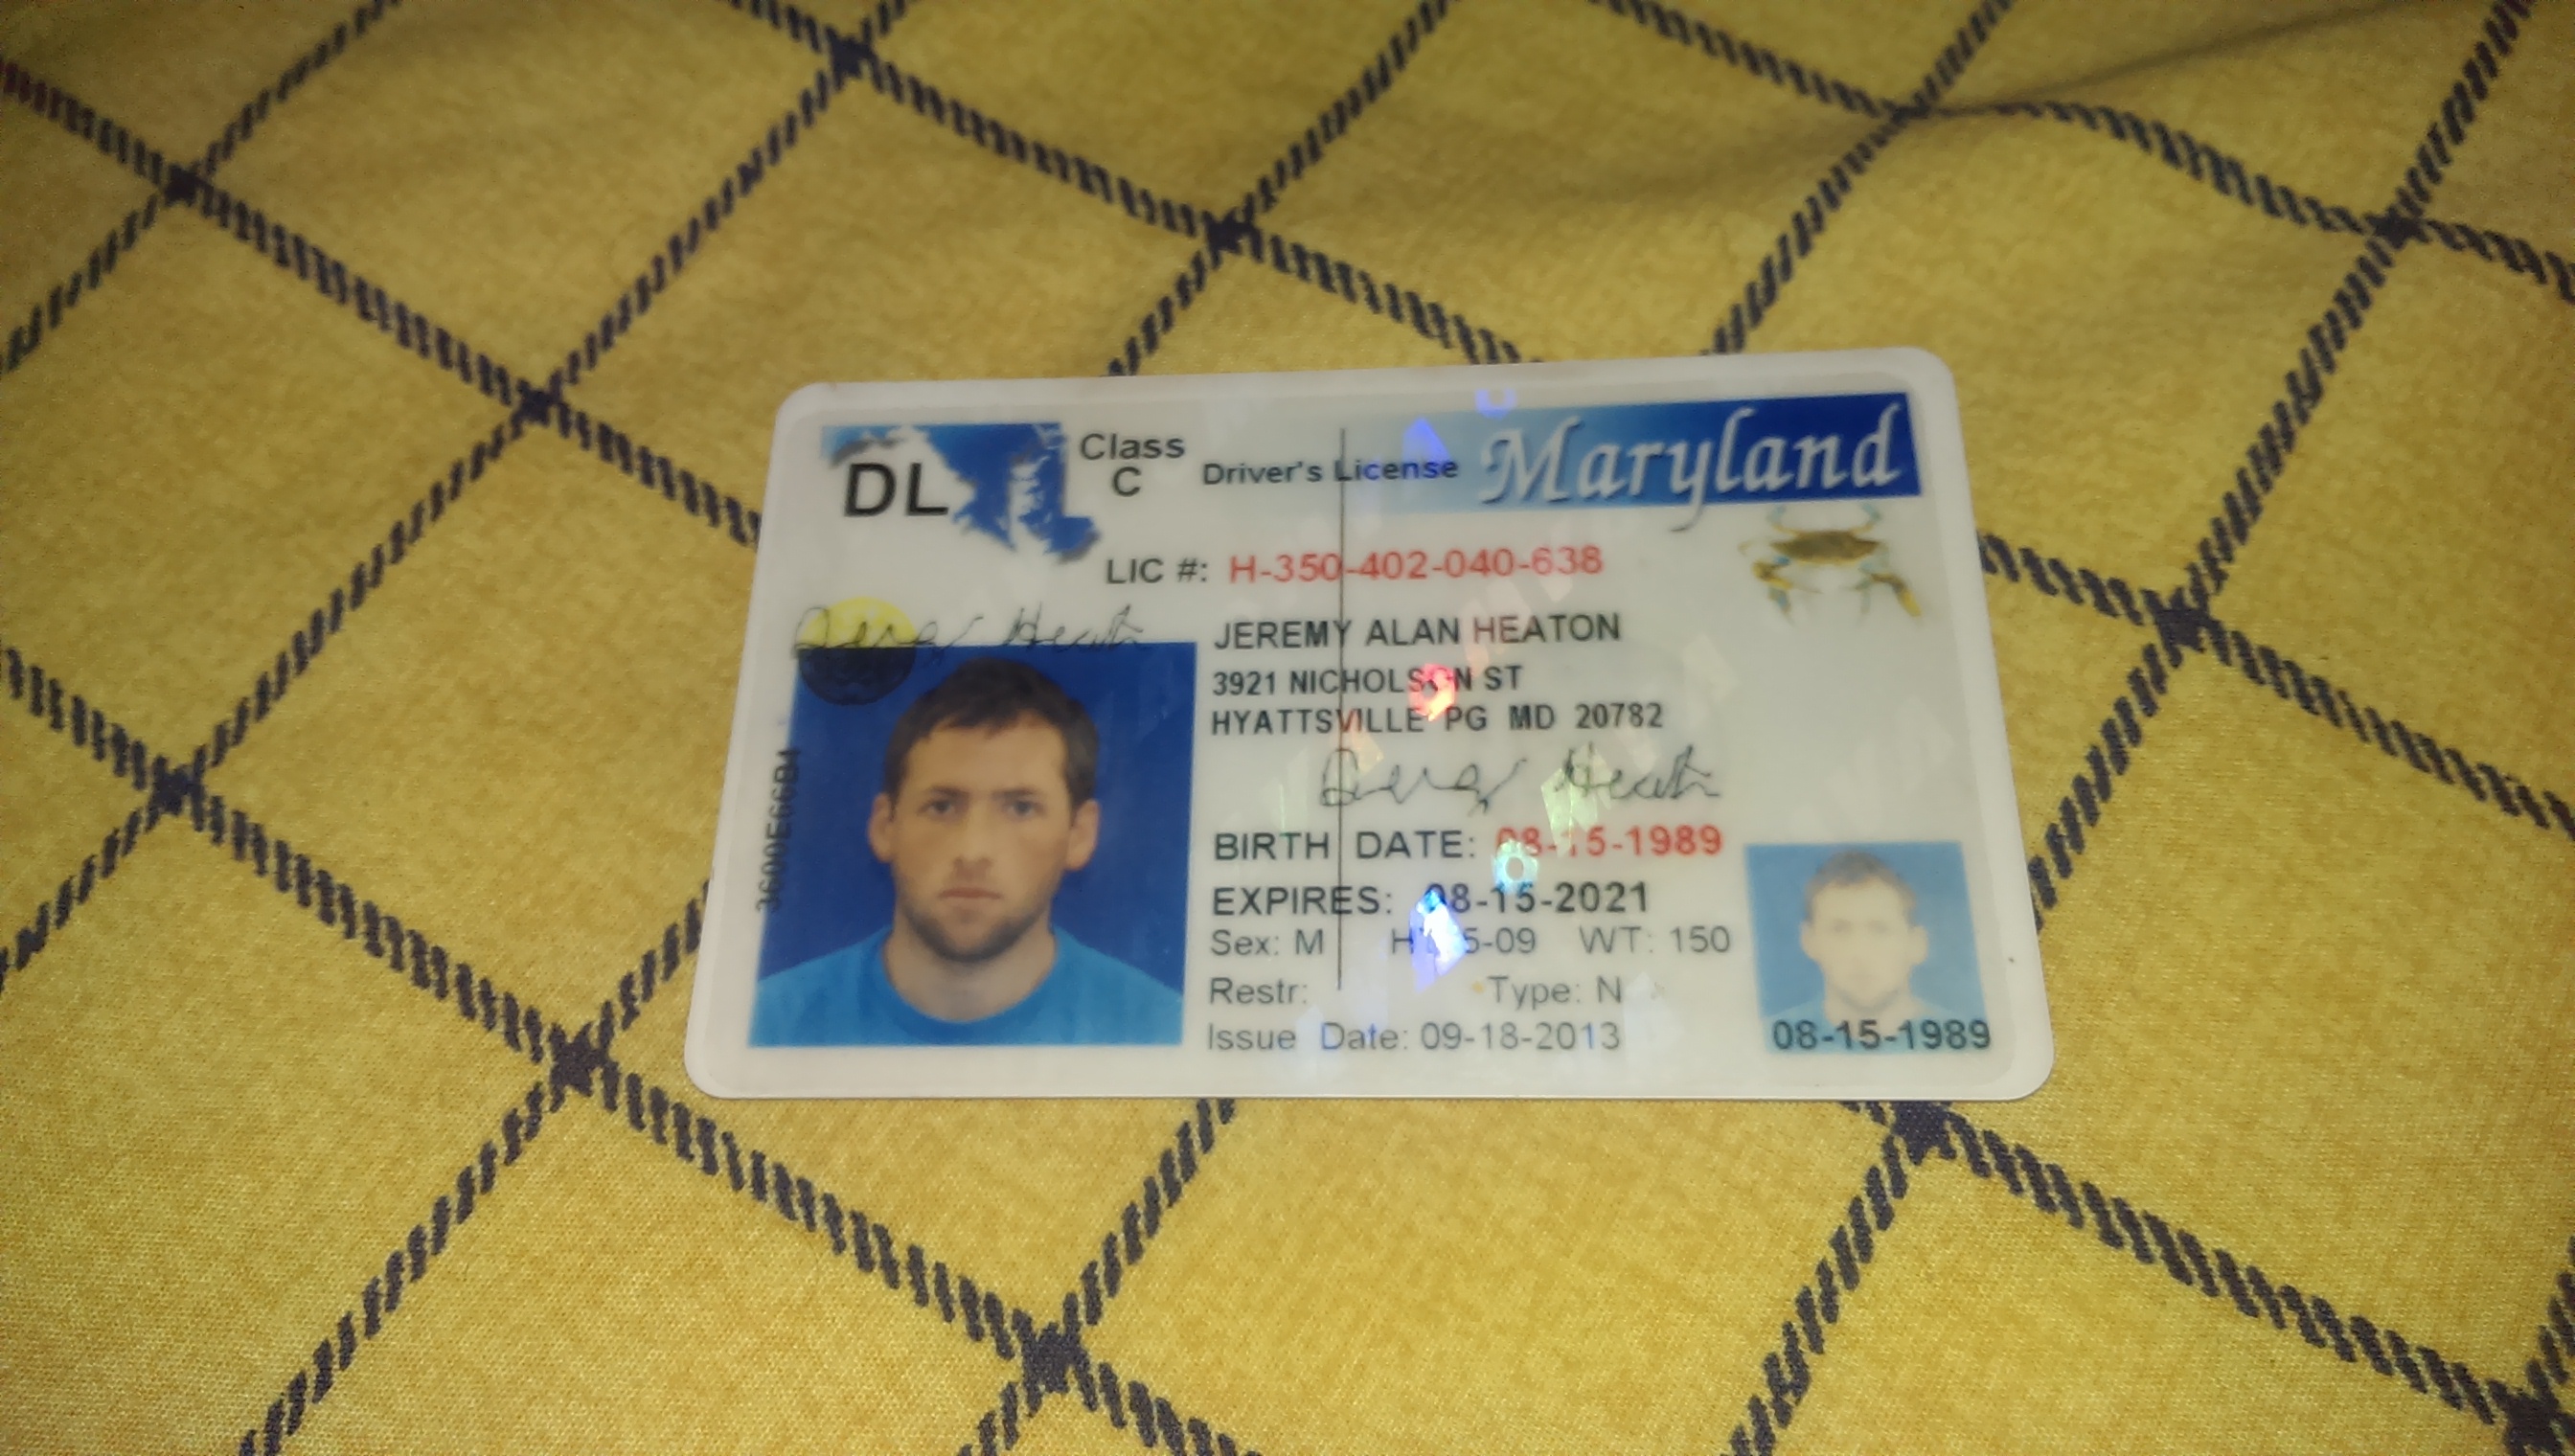 DL
Class
C
Driver's License
Maryland
LIC #: H-350-402-040-638
JEREMY ALAN HEATON
3921 NICHOLSON ST
HYATTSVILLE PG MD 20782
BIRTH DATE: 08-15-1989
EXPIRES: 08-15-2021
Sex: M HT: 5-09 WT: 150
Restr: Type: N
Issue Date: 09-18-2013
08-15-1989